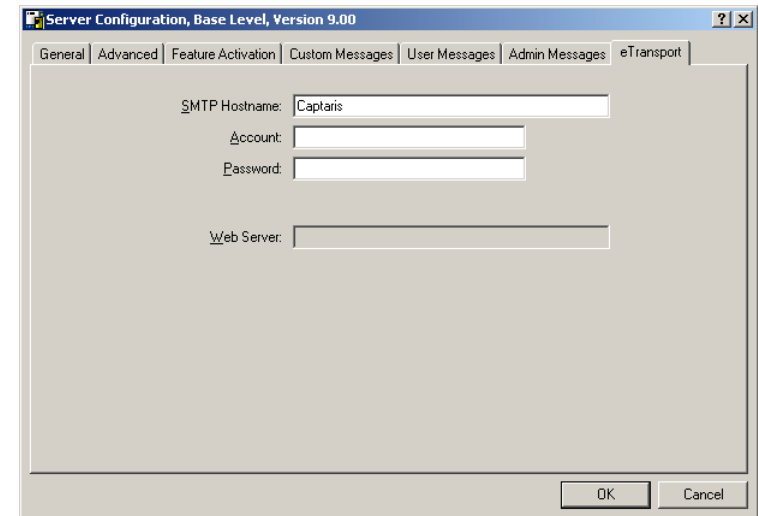 Server Configuration, Base Level, Version 9.00
General Advanced Feature Activation Custom Messages User Messages Admin Messages eTransport
SMTP Hostname: Captaris
Account:
Password:
Web Server:
OK Cancel